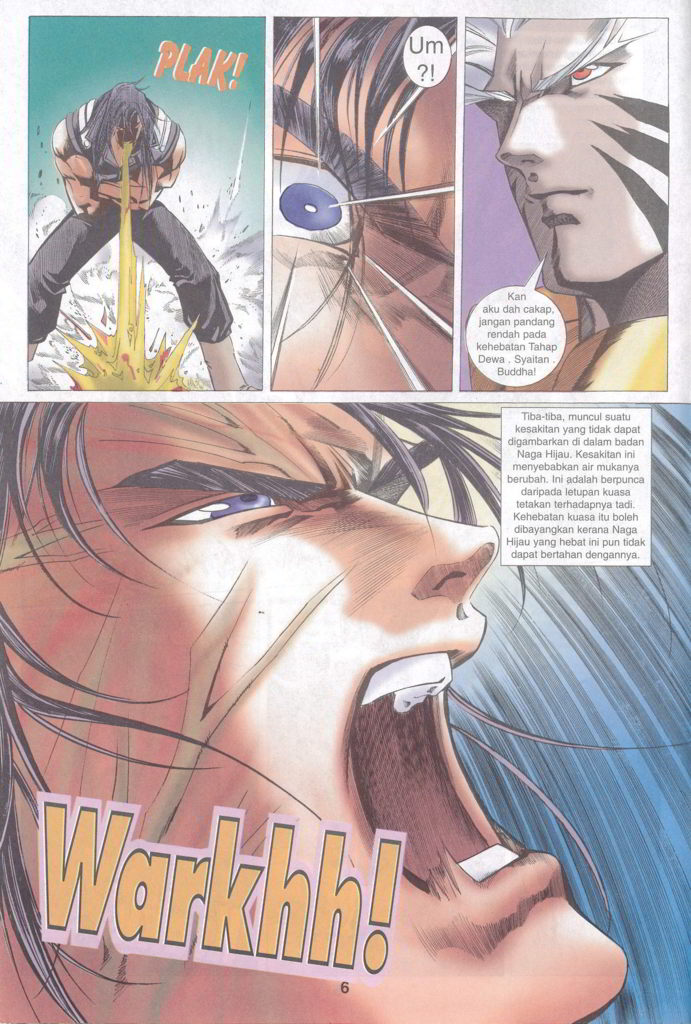 PLAK!
Um
?!
Kan
aku dah cakap,
jangan pandang
rendah pada
kehebatan Tahap
Dewa . Syaitan .
Buddha!
Tiba-tiba, muncul suatu
kesakitan yang tidak dapat
digambarkan di dalam badan
Naga Hijau. Kesakitan ini
menyebabkan air mukanya
berubah. Ini adalah berpunca
daripada letupan kuasa
tetakan terhadapnya tadi.
Kehebatan kuasa itu boleh
dibayangkan kerana Naga
Hijau yang hebat ini pun tidak
dapat bertahan dengannya.
Warkhh!
6